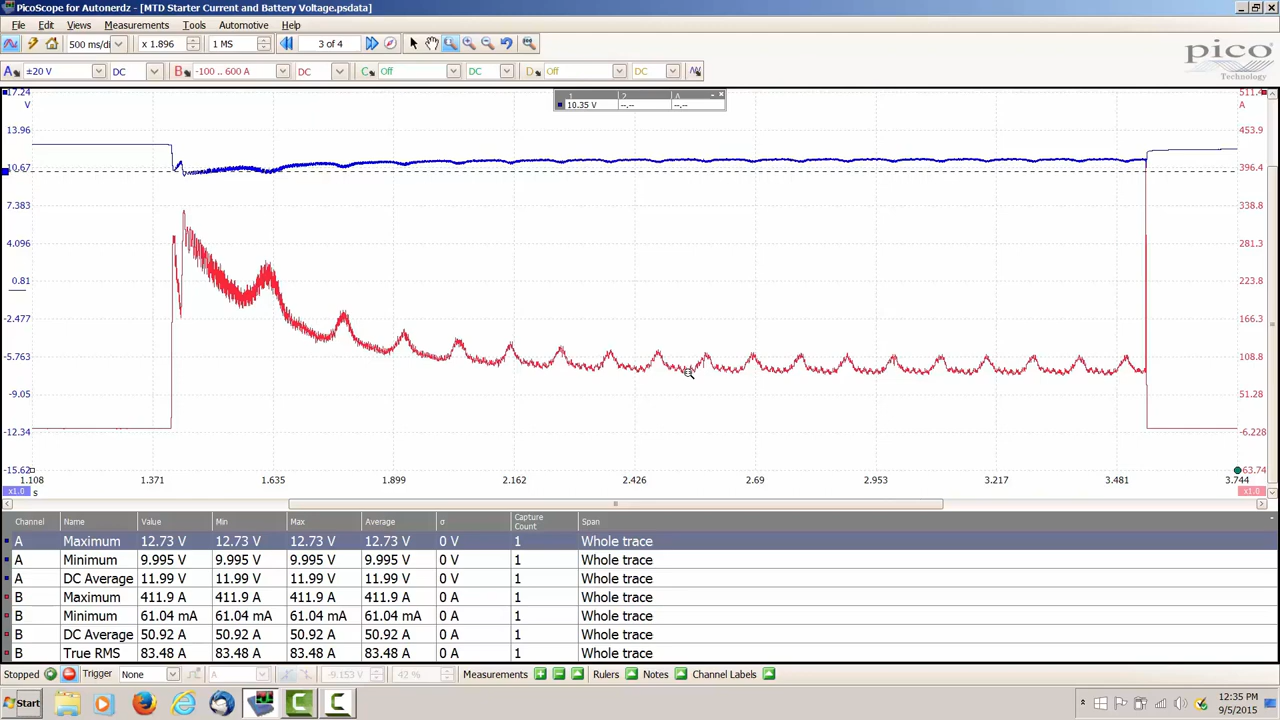 PicoScope for Autonerdz - [MTD Starter Current and Battery Voltage.psdata]
File Edit Views Measurements Tools Automotive Help
500 ms/di x 1.896 1 MS 3 of 4
pico
Technology
A ±20 V DC B -100 .. 600 A DC C Off DC D Off DC
17.24 1 2 Δ 511.4
V 10.35 V --.-- --.-- A
13.96 453.9
10.67 396.4
7.383 338.8
4.096 281.3
0.81 223.8
-2.477 166.3
-5.763 108.8
-9.05 51.28
-12.34 -6.228
-15.62 -63.74
1.108 1.371 1.635 1.899 2.162 2.426 2.69 2.953 3.217 3.481 3.744
x1.0 s x1.0
Channel Name Value Min Max Average σ Capture Count Span
A Maximum 12.73 V 12.73 V 12.73 V 12.73 V 0 V 1 Whole trace
A Minimum 9.995 V 9.995 V 9.995 V 9.995 V 0 V 1 Whole trace
A DC Average 11.99 V 11.99 V 11.99 V 11.99 V 0 V 1 Whole trace
B Maximum 411.9 A 411.9 A 411.9 A 411.9 A 0 A 1 Whole trace
B Minimum 61.04 mA 61.04 mA 61.04 mA 61.04 mA 0 A 1 Whole trace
B DC Average 50.92 A 50.92 A 50.92 A 50.92 A 0 A 1 Whole trace
B True RMS 83.48 A 83.48 A 83.48 A 83.48 A 0 A 1 Whole trace
Stopped Trigger None A -9.153 V 42 % Measurements Rulers Notes Channel Labels
Start 12:35 PM
9/5/2015